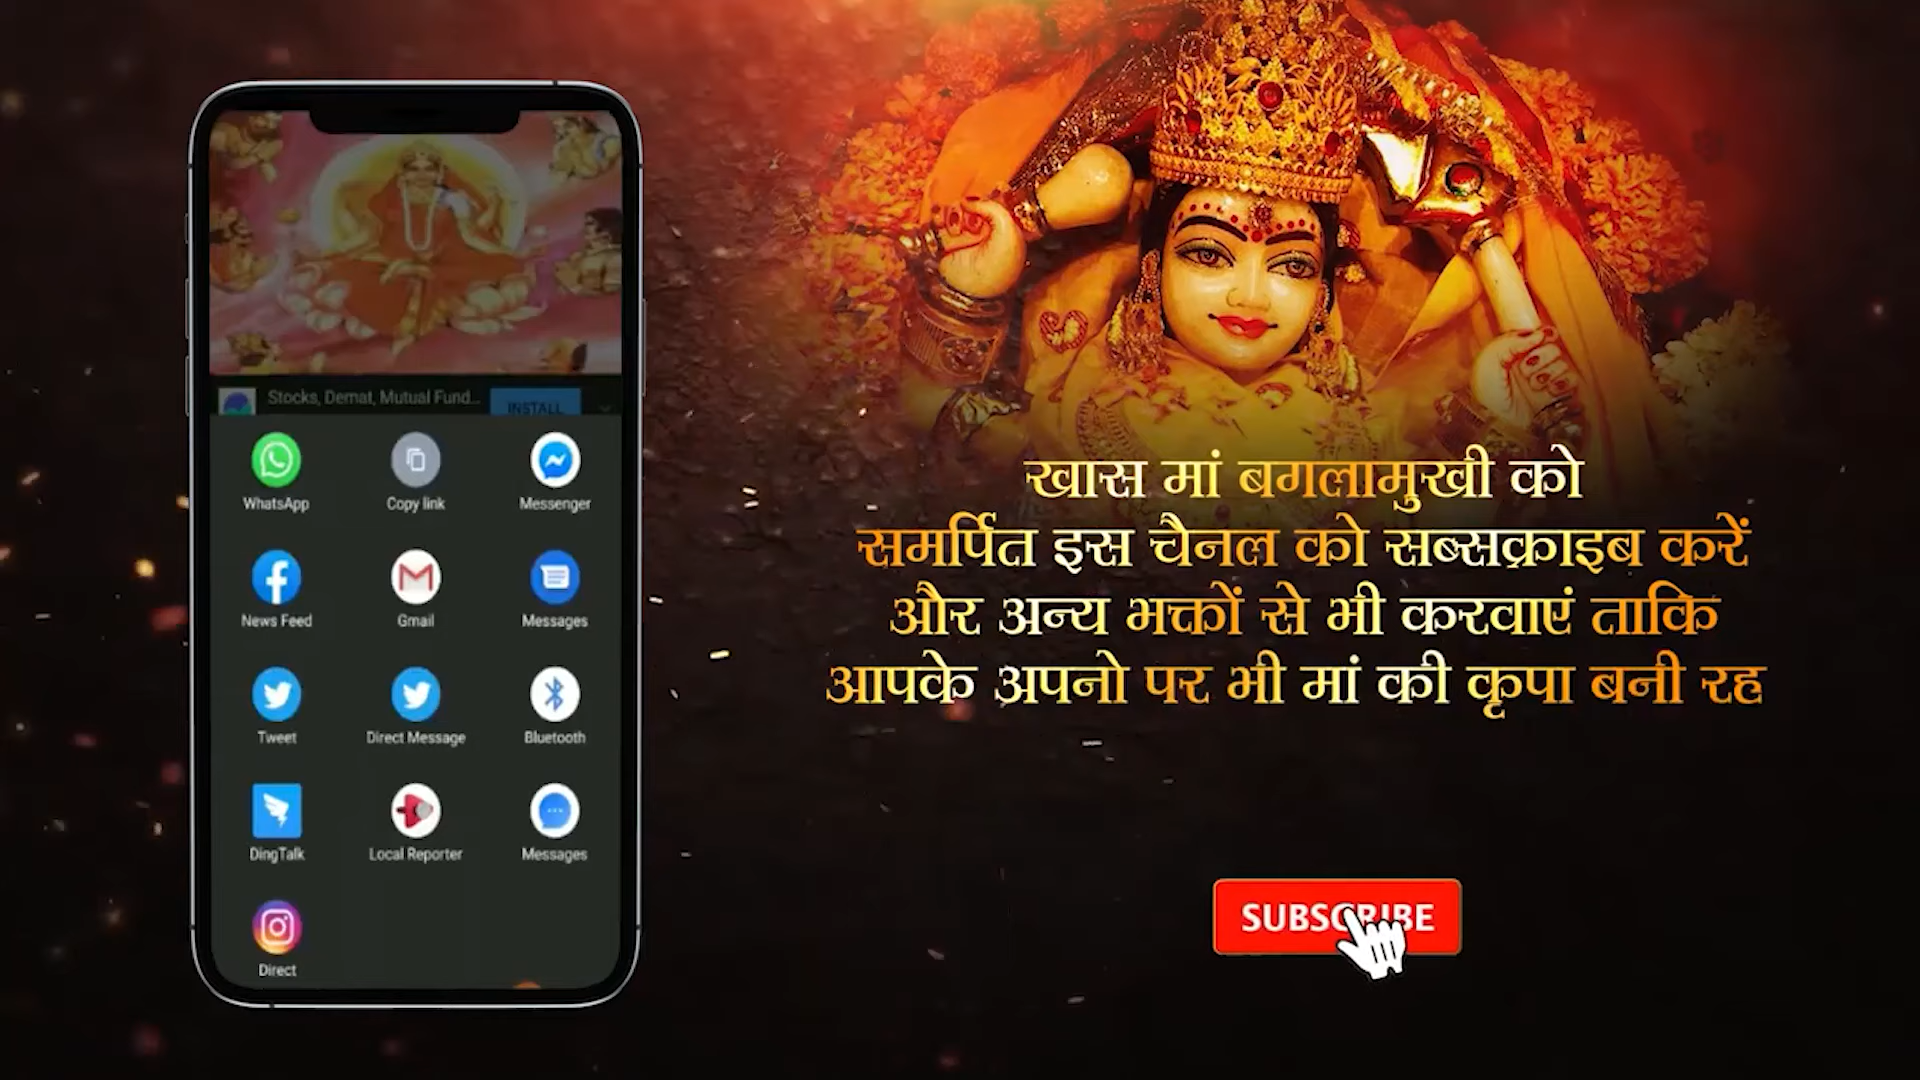 Stocks, Demat, Mutual Fund...
INSTALL
WhatsApp
Copy link
Messenger
News Feed
Gmail
Messages
Tweet
Direct Message
Bluetooth
DingTalk
Local Reporter
Messages
Direct
खास मां बगलामुखी को
समर्पित इस चैनल को सब्सक्राइब करें
और अन्य भक्तों से भी करवाएं ताकि
आपके अपनो पर भी मां की कृपा बनी रह
SUBSCRIBE